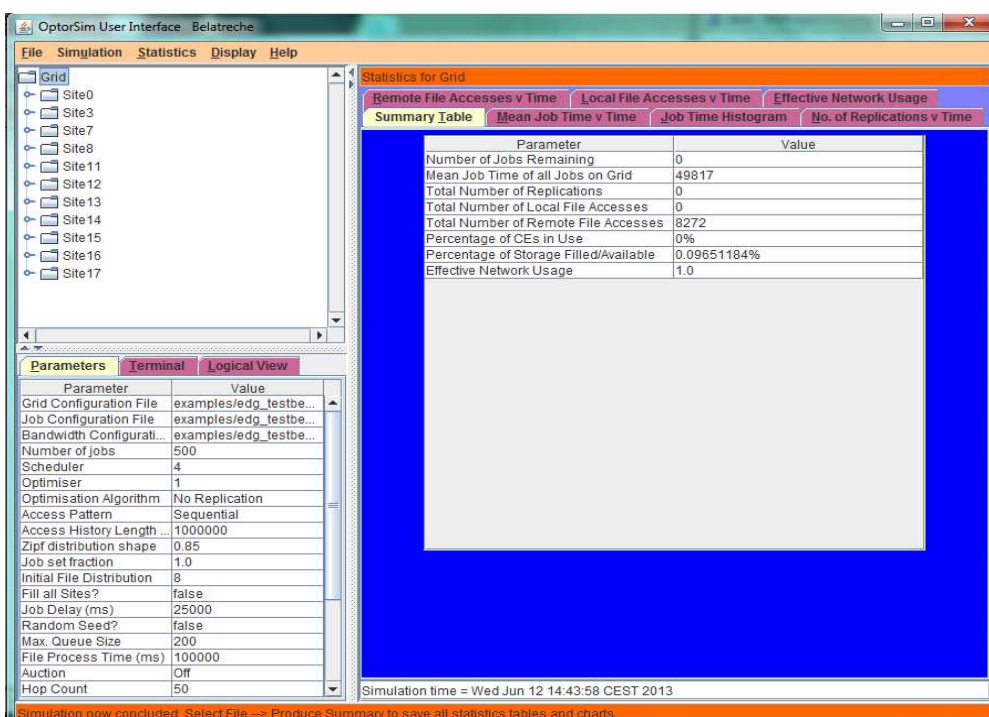 OptorSim User Interface Belatreche
File Simulation Statistics Display Help
Grid
Site0
Site3
Site7
Site8
Site11
Site12
Site13
Site14
Site15
Site16
Site17
Parameters Terminal Logical View
Parameter Value
Grid Configuration File examples/edg_testbe...
Job Configuration File examples/edg_testbe...
Bandwidth Configurati... examples/edg_testbe...
Number of jobs 500
Scheduler 4
Optimiser 1
Optimisation Algorithm No Replication
Access Pattern Sequential
Access History Length ... 1000000
Zipf distribution shape 0.85
Job set fraction 1.0
Initial File Distribution 8
Fill all Sites? false
Job Delay (ms) 25000
Random Seed? false
Max. Queue Size 200
File Process Time (ms) 100000
Auction Off
Hop Count 50
Statistics for Grid
Remote File Accesses v Time Local File Accesses v Time Effective Network Usage
Summary Table Mean Job Time v Time Job Time Histogram No. of Replications v Time
Parameter Value
Number of Jobs Remaining 0
Mean Job Time of all Jobs on Grid 49817
Total Number of Replications 0
Total Number of Local File Accesses 0
Total Number of Remote File Accesses 8272
Percentage of CEs in Use 0%
Percentage of Storage Filled/Available 0.09651184%
Effective Network Usage 1.0
Simulation time = Wed Jun 12 14:43:58 CEST 2013
Simulation now concluded. Select File --> Produce Summary to save all statistics tables and charts